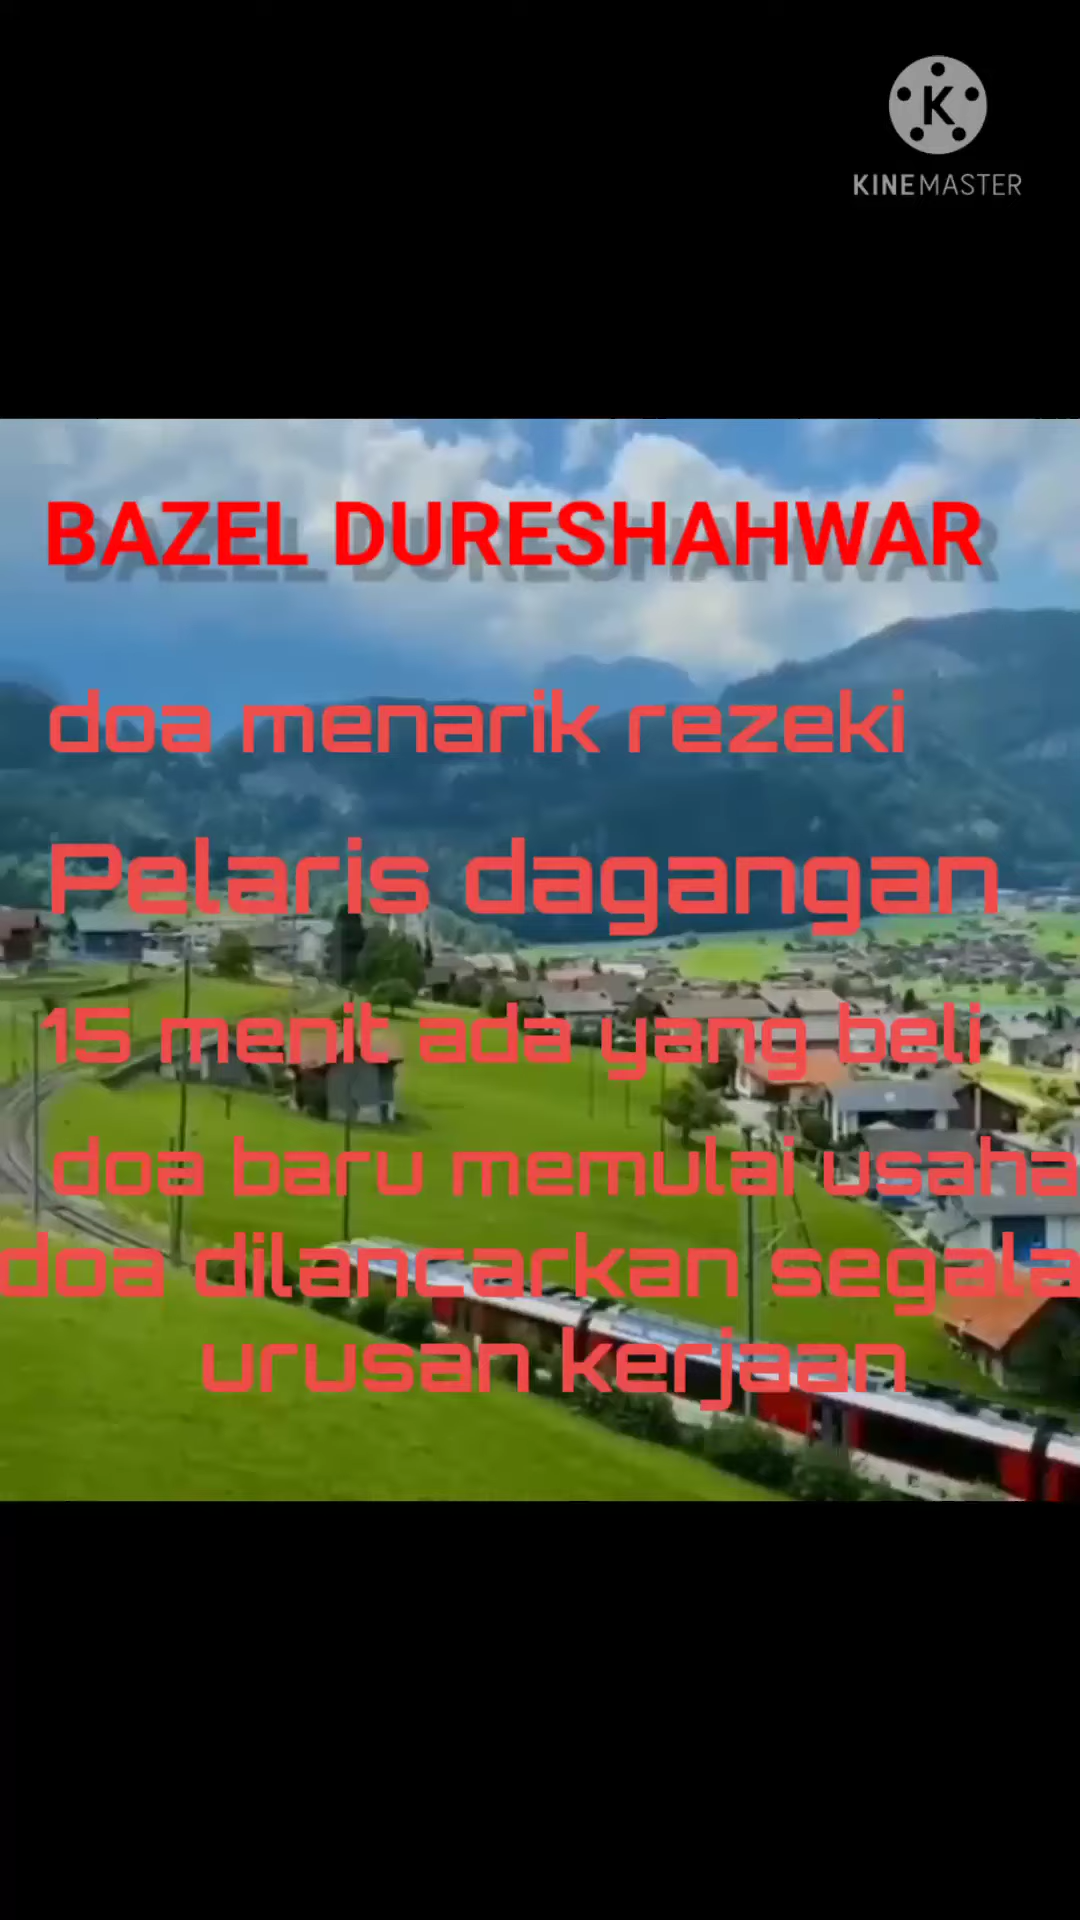 KINEMASTER
BAZEL DURESHAHWAR
doa menarik rezeki
Pelaris dagangan
15 menit ada yang beli
doa baru memulai usaha
doa dilancarkan segala
urusan kerjaan